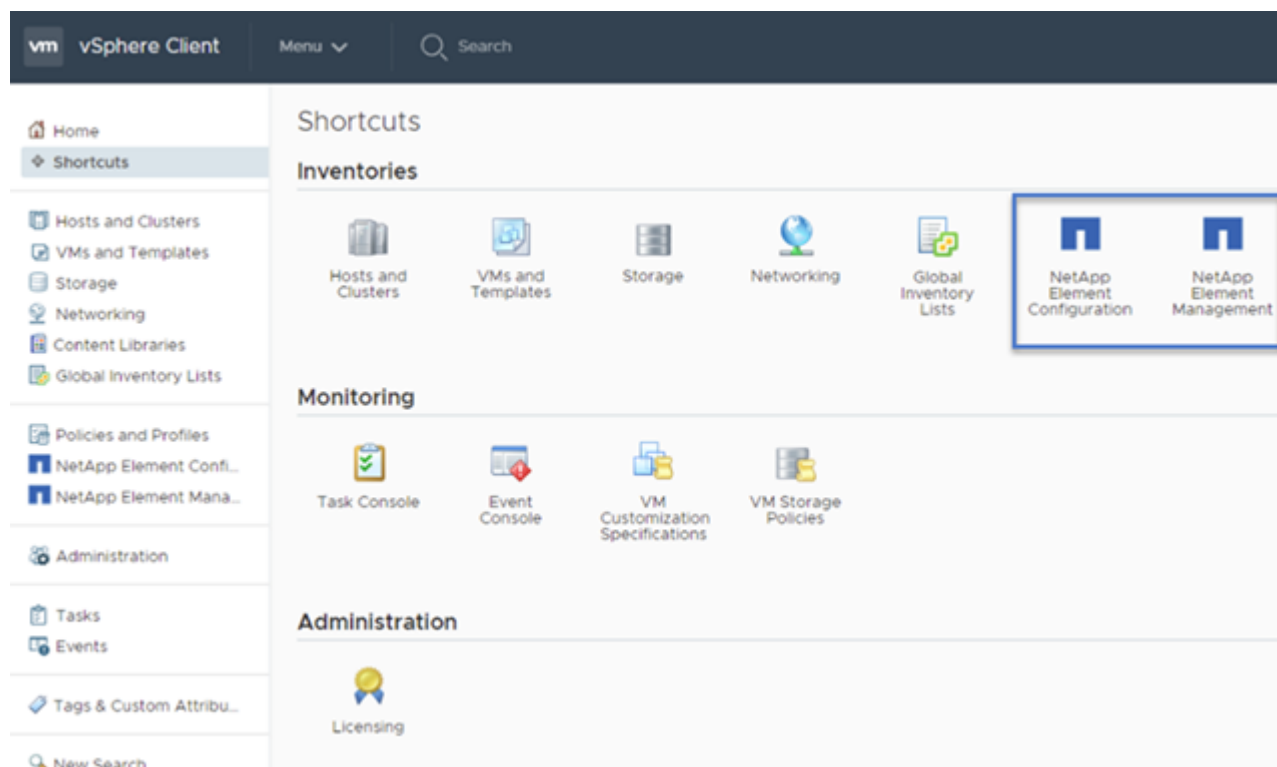 vm vSphere Client Menu Search
Home
Shortcuts
Hosts and Clusters
VMs and Templates
Storage
Networking
Content Libraries
Global Inventory Lists
Policies and Profiles
NetApp Element Confi...
NetApp Element Mana...
Administration
Tasks
Events
Tags & Custom Attribu...
New Search
Shortcuts
Inventories
Hosts and
Clusters
VMs and
Templates
Storage
Networking
Global
Inventory
Lists
NetApp
Element
Configuration
NetApp
Element
Management
Monitoring
Task Console
Event
Console
VM
Customization
Specifications
VM Storage
Policies
Administration
Licensing